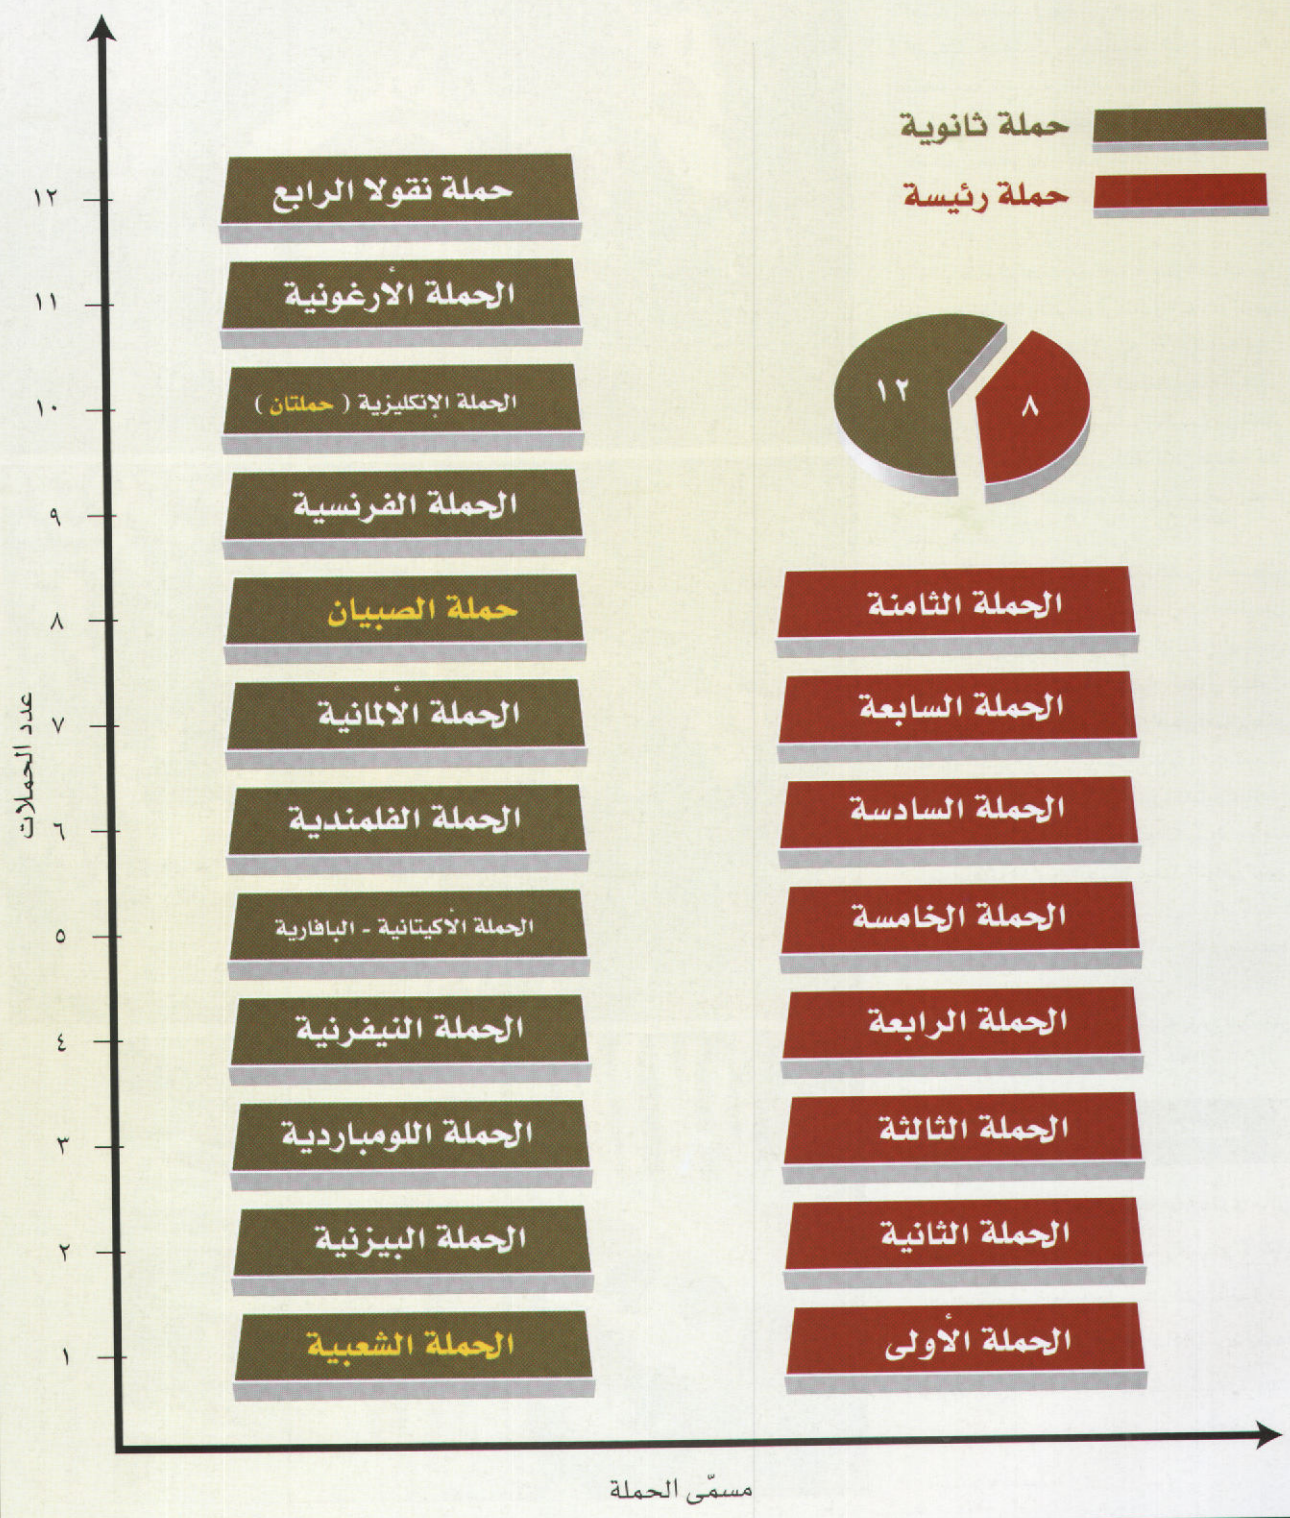 حملة ثانوية
حملة رئيسة
٨
١٢
الحملة الثامنة
الحملة السابعة
الحملة السادسة
الحملة الخامسة
الحملة الرابعة
الحملة الثالثة
الحملة الثانية
الحملة الأولى
حملة نقولا الرابع
الحملة الأرغونية
الحملة الإنكليزية ( حملتان )
الحملة الفرنسية
حملة الصبيان
الحملة الألمانية
الحملة الفلمندية
الحملة الأكيتانية - البافارية
الحملة النيفرنية
الحملة اللومباردية
الحملة البيزنية
الحملة الشعبية
١٢
١١
١٠
٩
٨
٧
٦
٥
٤
٣
٢
١
عدد الحملات
مسمّى الحملة